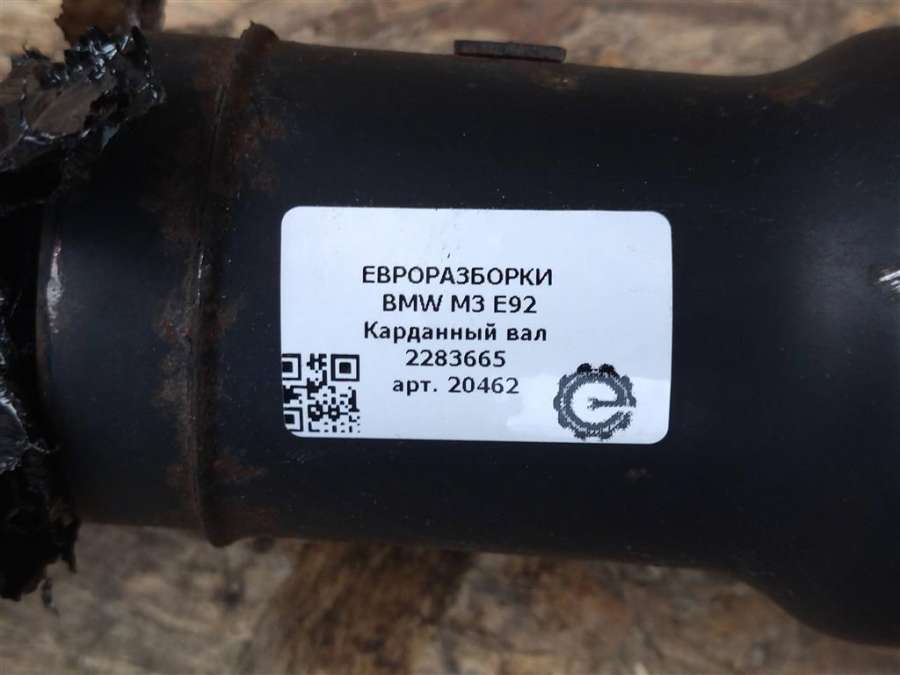 ЕВРОРАЗБОРКИ
BMW M3 E92
Карданный вал
2283665
арт. 20462